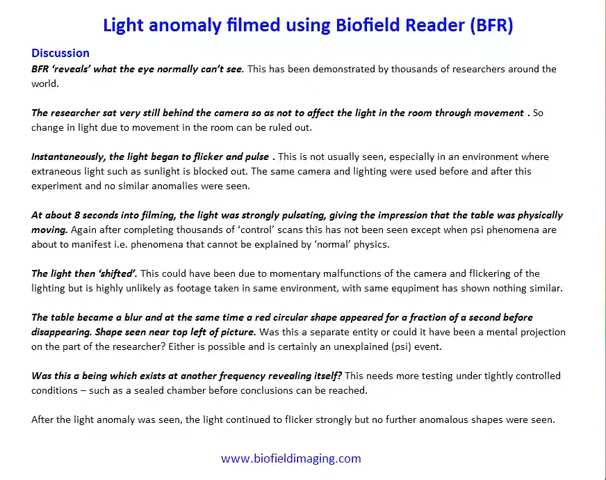 Light anomaly filmed using Biofield Reader (BFR)
Discussion
BFR ‘reveals’ what the eye normally can’t see. This has been demonstrated by thousands of researchers around the
world.
The researcher sat very still behind the camera so as not to affect the light in the room through movement . So
change in light due to movement in the room can be ruled out.
Instantaneously, the light began to flicker and pulse . This is not usually seen, especially in an environment where
extraneous light such as sunlight is blocked out. The same camera and lighting were used before and after this
experiment and no similar anomalies were seen.
At about 8 seconds into filming, the light was strongly pulsating, giving the impression that the table was physically
moving. Again after completing thousands of ‘control’ scans this has not been seen except when psi phenomena are
about to manifest i.e. phenomena that cannot be explained by ‘normal’ physics.
The light then ‘shifted’. This could have been due to momentary malfunctions of the camera and flickering of the
lighting but is highly unlikely as footage taken in same environment, with same equpiment has shown nothing similar.
The table became a blur and at the same time a red circular shape appeared for a fraction of a second before
disappearing. Shape seen near top left of picture. Was this a separate entity or could it have been a mental projection
on the part of the researcher? Either is possible and is certainly an unexplained (psi) event.
Was this a being which exists at another frequency revealing itself? This needs more testing under tightly controlled
conditions – such as a sealed chamber before conclusions can be reached.
After the light anomaly was seen, the light continued to flicker strongly but no further anomalous shapes were seen.
www.biofieldimaging.com